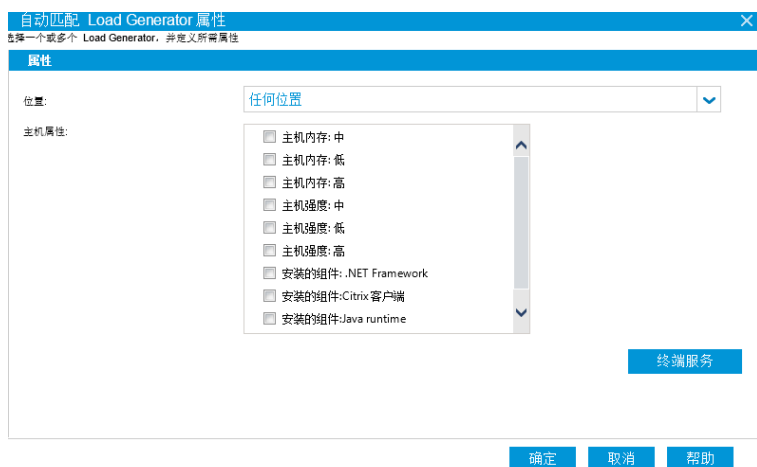 自动匹配 Load Generator 属性
选择一个或多个 Load Generator，并定义所需属性
属性
位置: 任何位置
主机属性:
主机内存: 中
主机内存: 低
主机内存: 高
主机强度: 中
主机强度: 低
主机强度: 高
安装的组件: .NET Framework
安装的组件:Citrix 客户端
安装的组件:Java runtime
终端服务
确定 取消 帮助